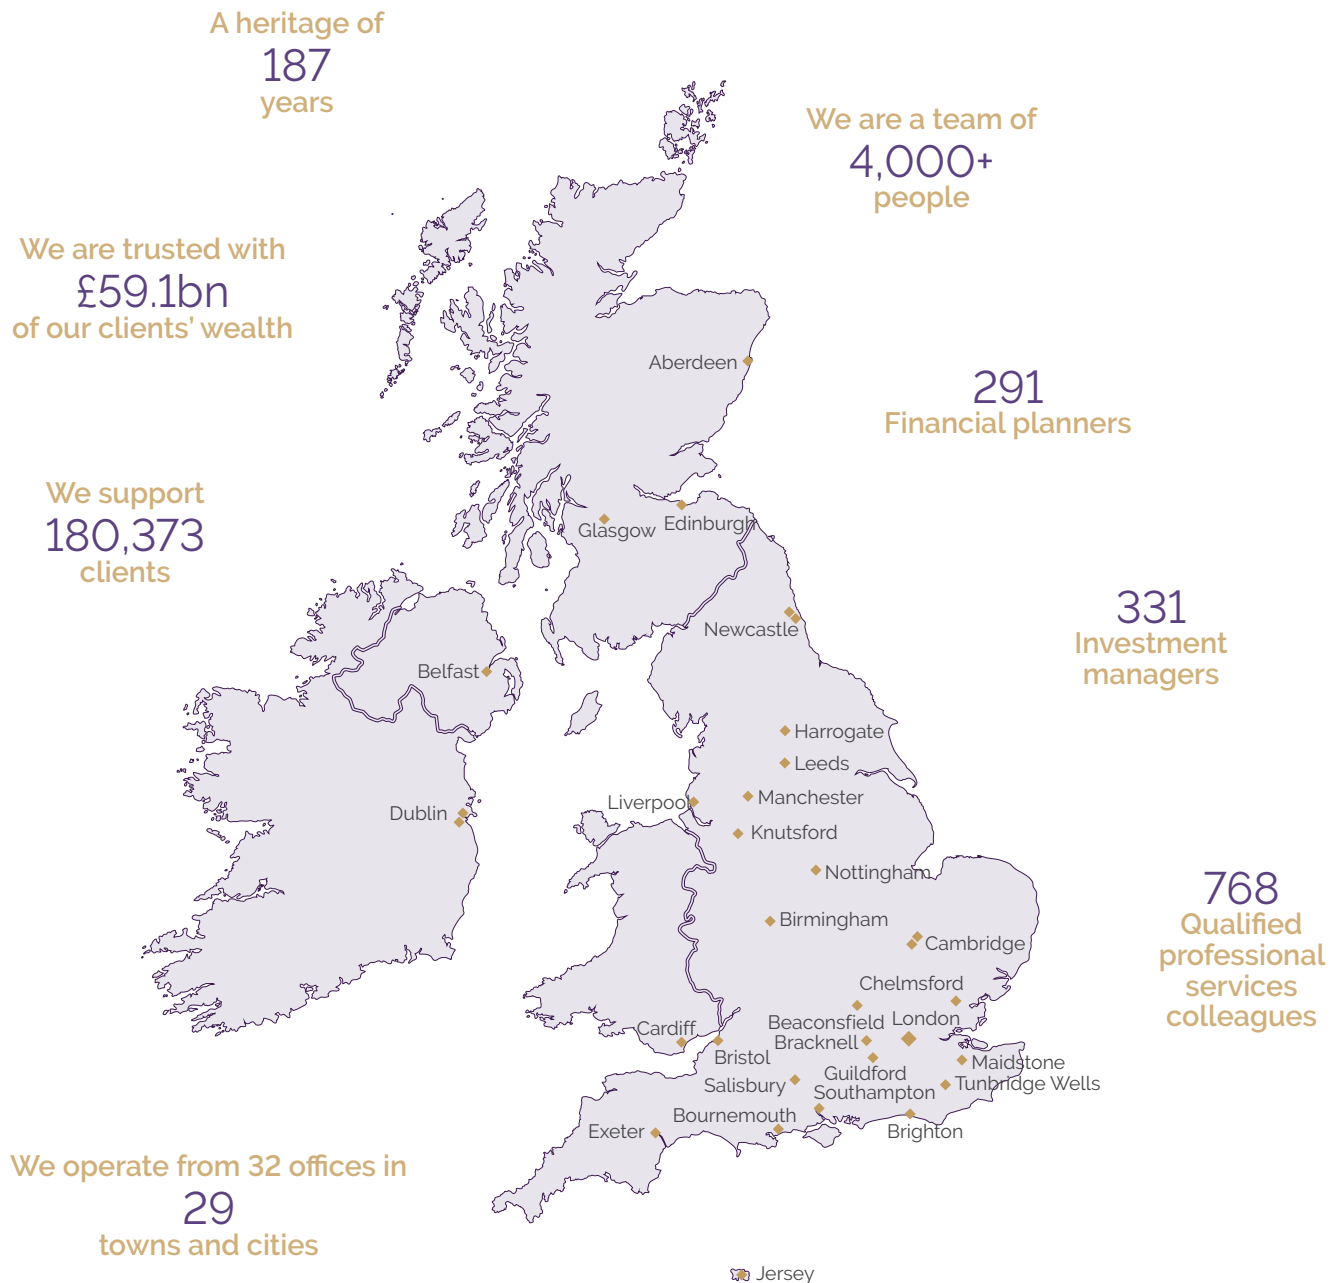 A heritage of
187
years
We are a team of
4,000+
people
We are trusted with
£59.1bn
of our clients’ wealth
Aberdeen
291
Financial planners
We support
180,373
clients
Glasgow
Edinburgh
331
Investment
managers
Newcastle
Belfast
Harrogate
Leeds
Manchester
Liverpool
Dublin
Knutsford
Nottingham
768
Qualified
professional
services
colleagues
Birmingham
Cambridge
Chelmsford
Beaconsfield
London
Cardiff
Bracknell
Bristol
Maidstone
Guildford
Salisbury
Tunbridge Wells
Southampton
Bournemouth
Exeter
Brighton
We operate from 32 offices in
29
towns and cities
Jersey